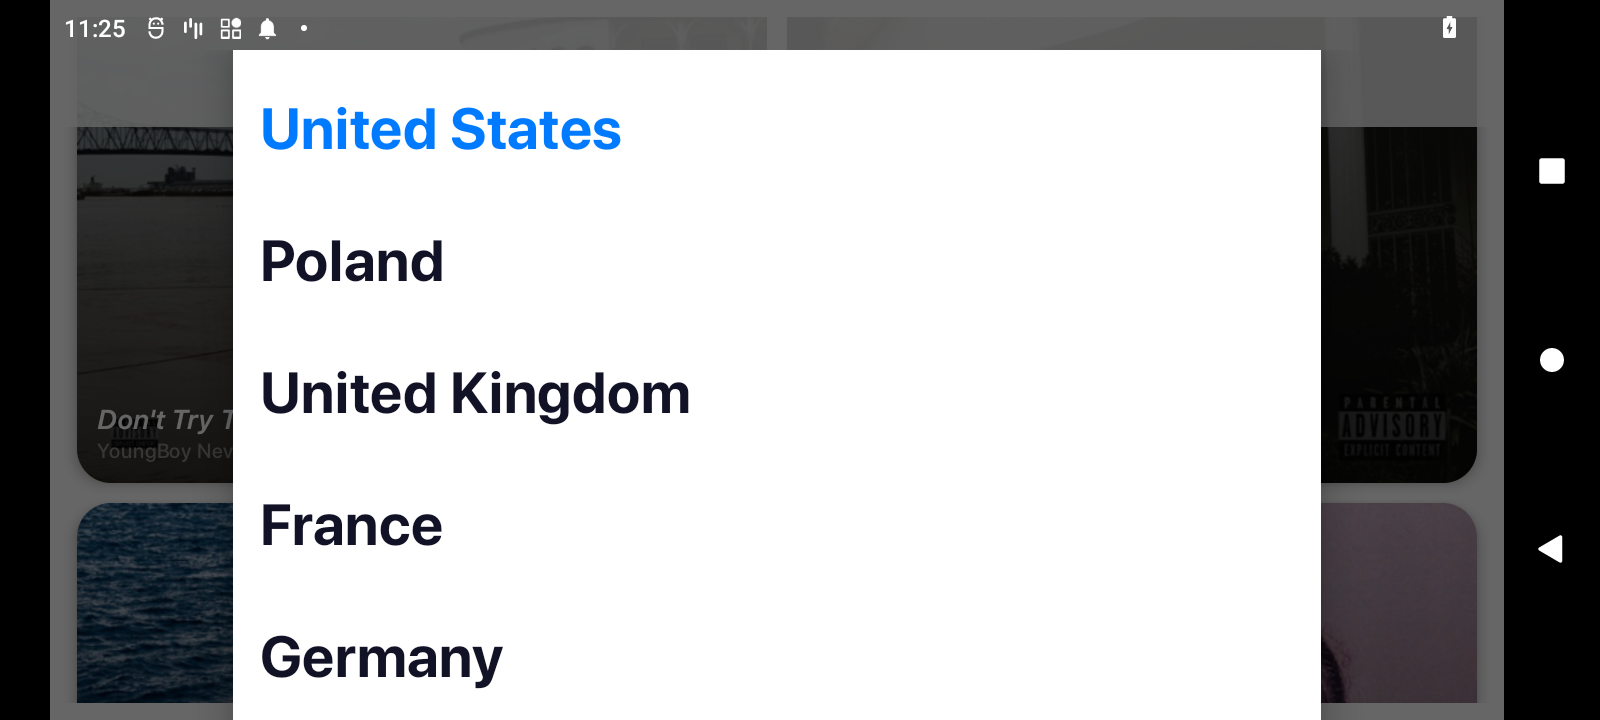 11:25
United States
Poland
United Kingdom
France
Germany
Don't Try T
YoungBoy Nev
PARENTAL
ADVISORY
EXPLICIT CONTENT